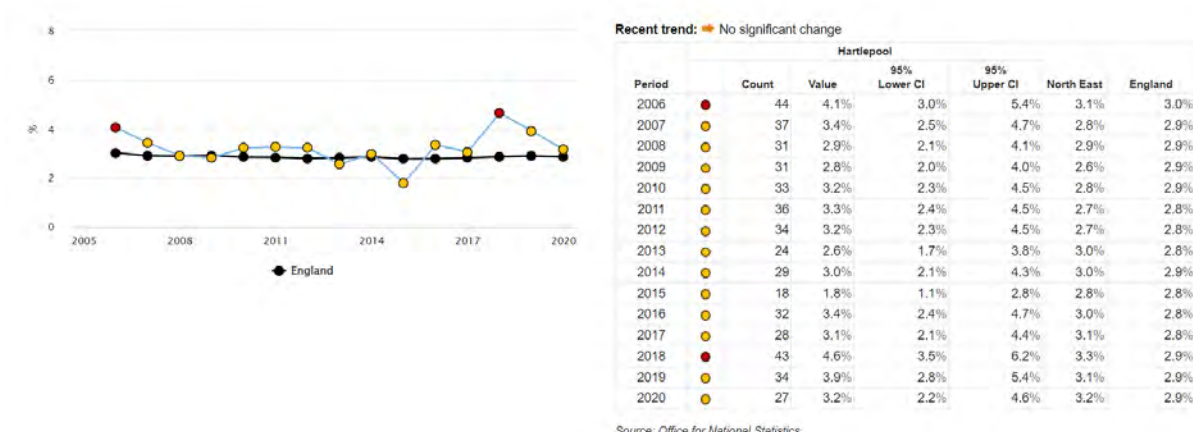 8
6
4
2
0
%
2005 2008 2011 2014 2017 2020
England
Recent trend: No significant change
Hartlepool
Period Count Value 95% Lower CI 95% Upper CI North East England
2006 44 4.1% 3.0% 5.4% 3.1% 3.0%
2007 37 3.4% 2.5% 4.7% 2.8% 2.9%
2008 31 2.9% 2.1% 4.1% 2.9% 2.9%
2009 31 2.8% 2.0% 4.0% 2.6% 2.9%
2010 33 3.2% 2.3% 4.5% 2.8% 2.9%
2011 36 3.3% 2.4% 4.5% 2.7% 2.8%
2012 34 3.2% 2.3% 4.5% 2.7% 2.8%
2013 24 2.6% 1.7% 3.8% 3.0% 2.8%
2014 29 3.0% 2.1% 4.3% 3.0% 2.9%
2015 18 1.8% 1.1% 2.8% 2.8% 2.8%
2016 32 3.4% 2.4% 4.7% 3.0% 2.8%
2017 28 3.1% 2.1% 4.4% 3.1% 2.8%
2018 43 4.6% 3.5% 6.2% 3.3% 2.9%
2019 34 3.9% 2.8% 5.4% 3.1% 2.9%
2020 27 3.2% 2.2% 4.6% 3.2% 2.9%
Source: Office for National Statistics